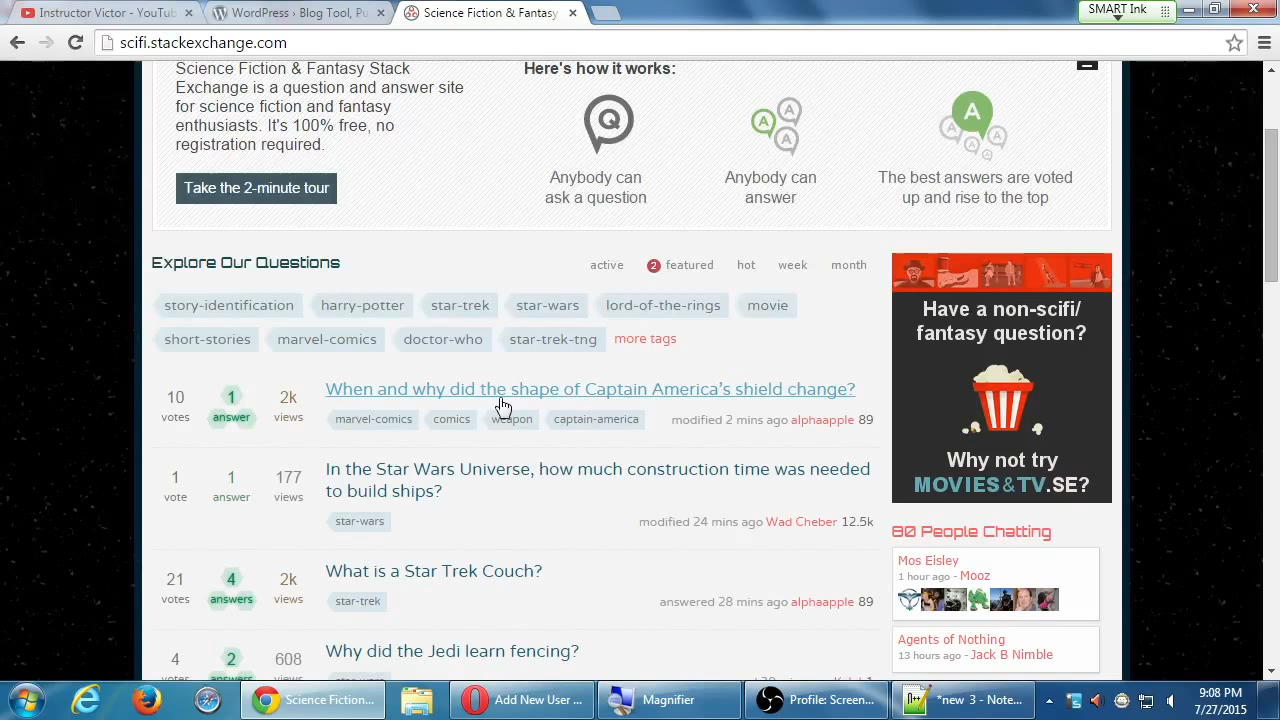 Instructor Victor - YouTub
WordPress › Blog Tool, Pu
Science Fiction & Fantasy
SMART Ink
scifi.stackexchange.com
Science Fiction & Fantasy Stack
Exchange is a question and answer site
for science fiction and fantasy
enthusiasts. It's 100% free, no
registration required.
Take the 2-minute tour
Here's how it works:
Q
A
A
A
A
Anybody can
ask a question
Anybody can
answer
The best answers are voted
up and rise to the top
Explore Our Questions
active
2 featured
hot
week
month
story-identification
harry-potter
star-trek
star-wars
lord-of-the-rings
movie
short-stories
marvel-comics
doctor-who
star-trek-tng
more tags
10
votes
1
answer
2k
views
When and why did the shape of Captain America's shield change?
marvel-comics
comics
weapon
captain-america
modified 2 mins ago alphaapple 89
1
vote
1
answer
177
views
In the Star Wars Universe, how much construction time was needed
to build ships?
star-wars
modified 24 mins ago Wad Cheber 12.5k
21
votes
4
answers
2k
views
What is a Star Trek Couch?
star-trek
answered 28 mins ago alphaapple 89
4
votes
2
608
views
Why did the Jedi learn fencing?
Have a non-scifi/
fantasy question?
Why not try
MOVIES&TV.SE?
80 People Chatting
Mos Eisley
1 hour ago - Mooz
Agents of Nothing
13 hours ago - Jack B Nimble
Science Fiction...
Add New User ...
Magnifier
Profile: Screen...
*new 3 - Note...
9:08 PM
7/27/2015